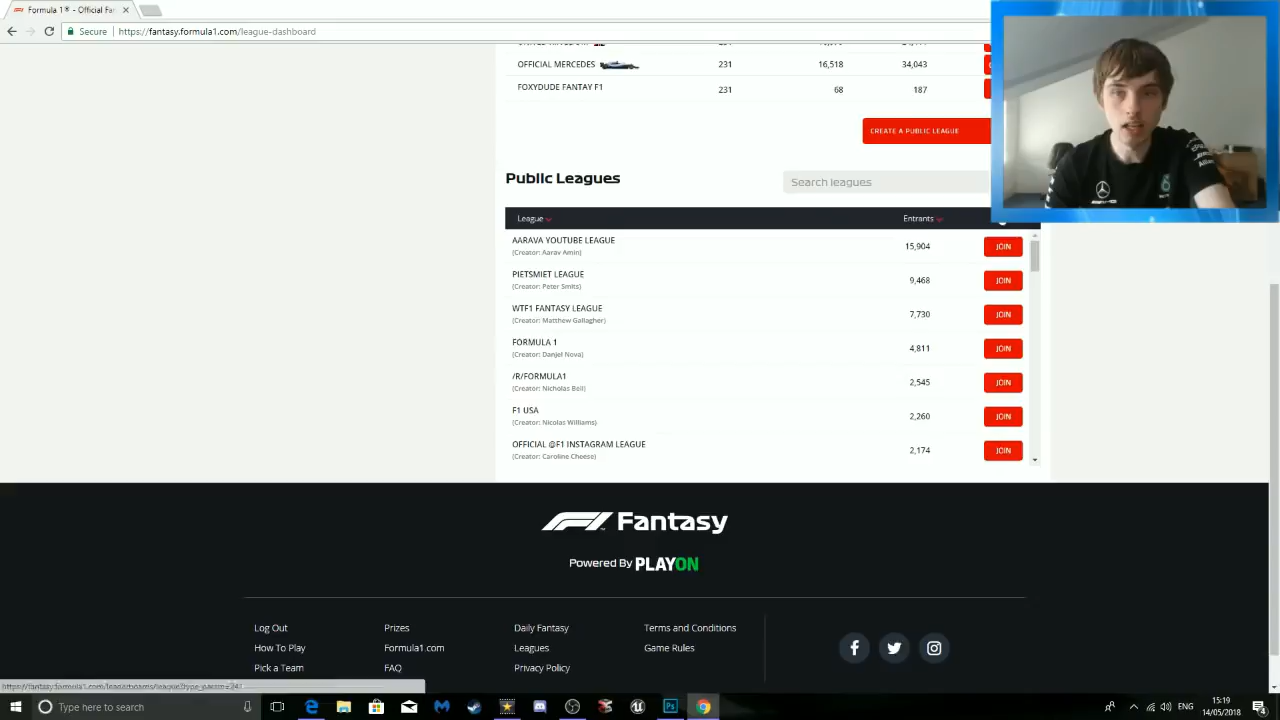 Formula 1® - Official Fa
Secure
https://fantasy.formula1.com/league-dashboard
OFFICIAL MERCEDES 231 16,518 34,043
FOXYDUDE FANTAY F1 231 68 187
CREATE A PUBLIC LEAGUE
Public Leagues
Search leagues
League Entrants
AARAVA YOUTUBE LEAGUE 15,904 JOIN
(Creator: Aarav Amin)
PIETSMIET LEAGUE 9,468 JOIN
(Creator: Peter Smits)
WTF1 FANTASY LEAGUE 7,730 JOIN
(Creator: Matthew Gallagher)
FORMULA 1 4,811 JOIN
(Creator: Danjel Nova)
/R/FORMULA1 2,545 JOIN
(Creator: Nicholas Bell)
F1 USA 2,260 JOIN
(Creator: Nicolas Williams)
OFFICIAL @F1 INSTAGRAM LEAGUE 2,174 JOIN
(Creator: Caroline Cheese)
F1 Fantasy
Powered By PLAYON
Log Out Prizes Daily Fantasy Terms and Conditions
How To Play Formula1.com Leagues Game Rules
Pick a Team FAQ Privacy Policy
Type here to search
ENG
15:19
14/05/2018